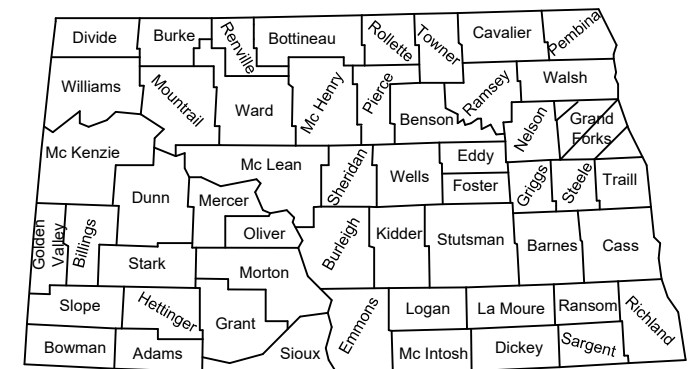 Divide
Burke
Renville
Bottineau
Rollette
Towner
Cavalier
Pembina
Williams
Mountrail
Ward
Mc Henry
Pierce
Benson
Ramsey
Walsh
Nelson
Grand
Forks
Mc Kenzie
Mc Lean
Sheridan
Wells
Eddy
Foster
Griggs
Steele
Traill
Dunn
Mercer
Oliver
Golden
Valley
Billings
Stark
Morton
Burleigh
Kidder
Stutsman
Barnes
Cass
Slope
Hettinger
Grant
Emmons
Logan
La Moure
Ransom
Richland
Bowman
Adams
Sioux
Mc Intosh
Dickey
Sargent